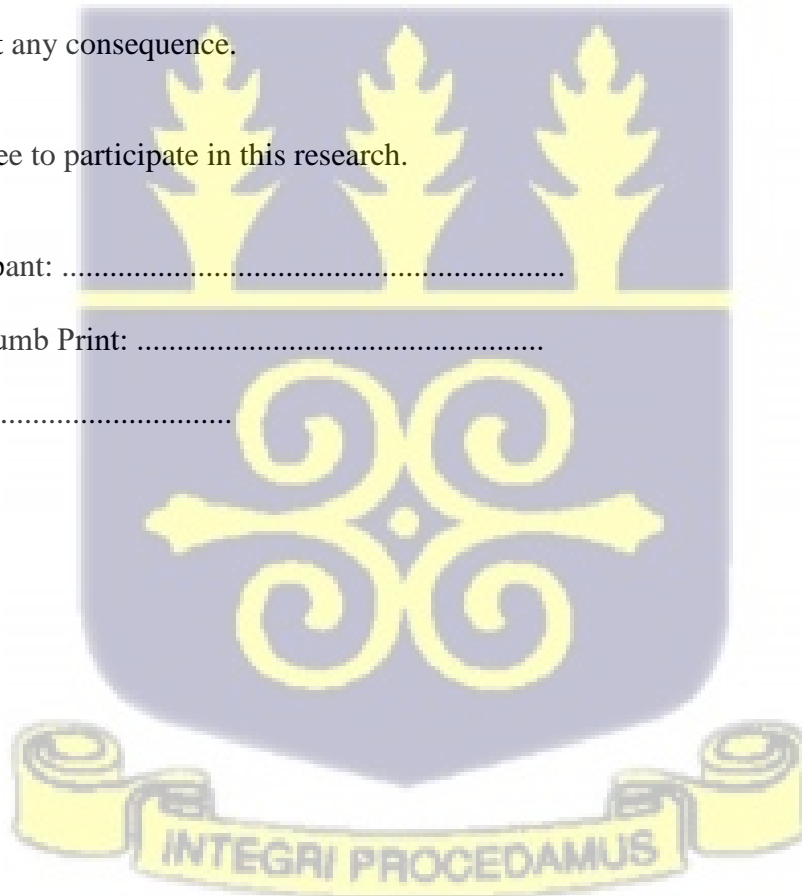 t any consequence.
ee to participate in this research.
pant: ................................................................
umb Print: ....................................................
..............................
INTEGRI PROCEDAMUS